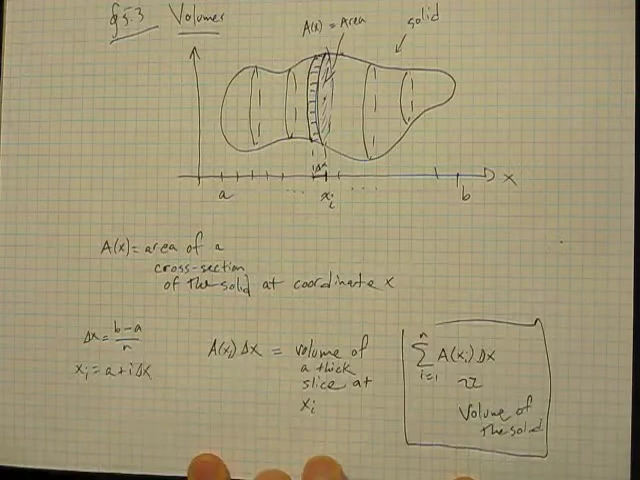 §5.3 Volumes
A(x) = Area
solid
Δx
x
a
....
xi
....
b
A(x) = area of a
cross-section
of the solid at coordinate x
Δx = b-a/n
xi = a + iΔx
A(xi) Δx = volume of
a thick
slice at
xi
n
∑ A(xi) Δx
i=1
≈
Volume of
the solid